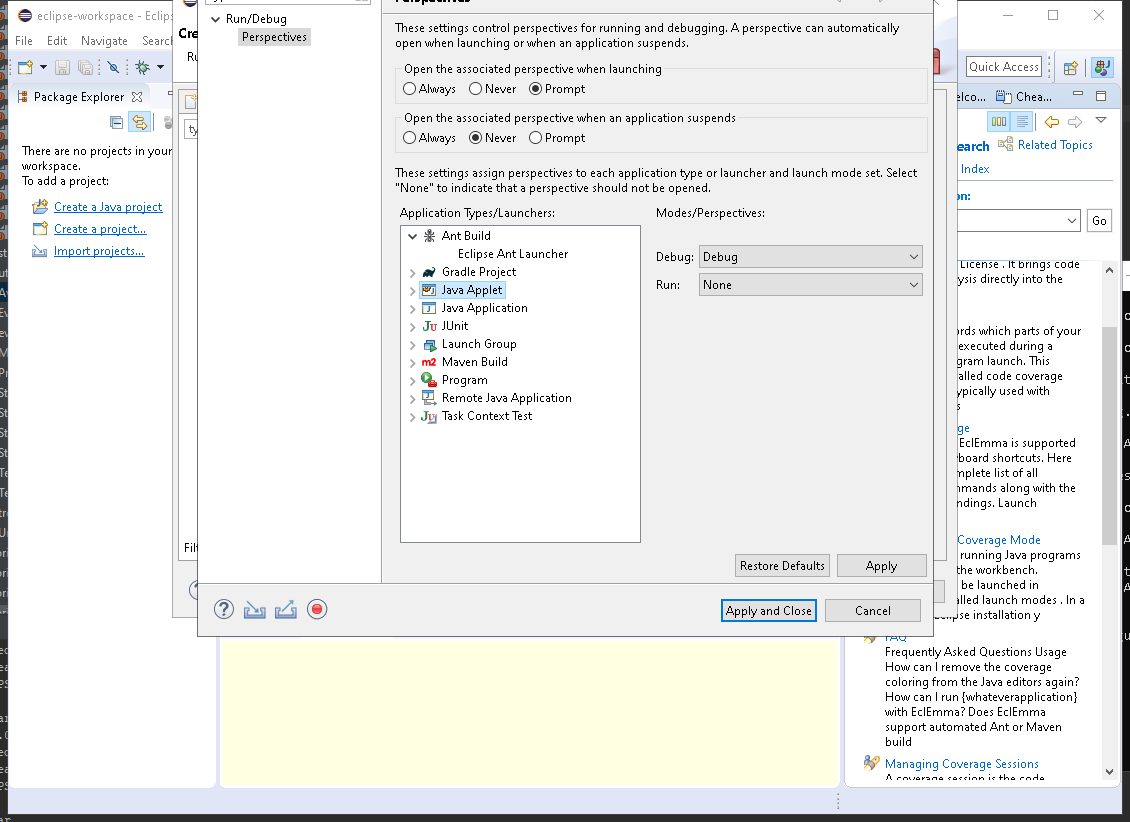 eclipse-workspace - Eclips
File Edit Navigate Search
Package Explorer
There are no projects in your
workspace.
To add a project:
Create a Java project
Create a project...
Import projects...
Cre
Run/Debug
Perspectives
These settings control perspectives for running and debugging. A perspective can automatically
open when launching or when an application suspends.
Open the associated perspective when launching
Always Never Prompt
Open the associated perspective when an application suspends
Always Never Prompt
These settings assign perspectives to each application type or launcher and launch mode set. Select
"None" to indicate that a perspective should not be opened.
Application Types/Launchers:
Ant Build
Eclipse Ant Launcher
Gradle Project
Java Applet
Java Application
JUnit
Launch Group
Maven Build
Program
Remote Java Application
Task Context Test
Modes/Perspectives:
Debug: Debug
Run: None
Restore Defaults Apply
Apply and Close Cancel
Quick Access
elco... Chea...
earch Related Topics
Index
on:
Go
License . It brings code
ysis directly into the
ords which parts of your
executed during a
gram launch. This
alled code coverage
typically used with
s
ge
EclEmma is supported
board shortcuts. Here
mplete list of all
mmands along with the
ndings. Launch
Coverage Mode
running Java programs
the workbench.
be launched in
alled launch modes . In a
clipse installation y
FAQ
Frequently Asked Questions Usage
How can I remove the coverage
coloring from the Java editors again?
How can I run {whateverapplication}
with EclEmma? Does EclEmma
support automated Ant or Maven
build
Managing Coverage Sessions
A coverage session is the code